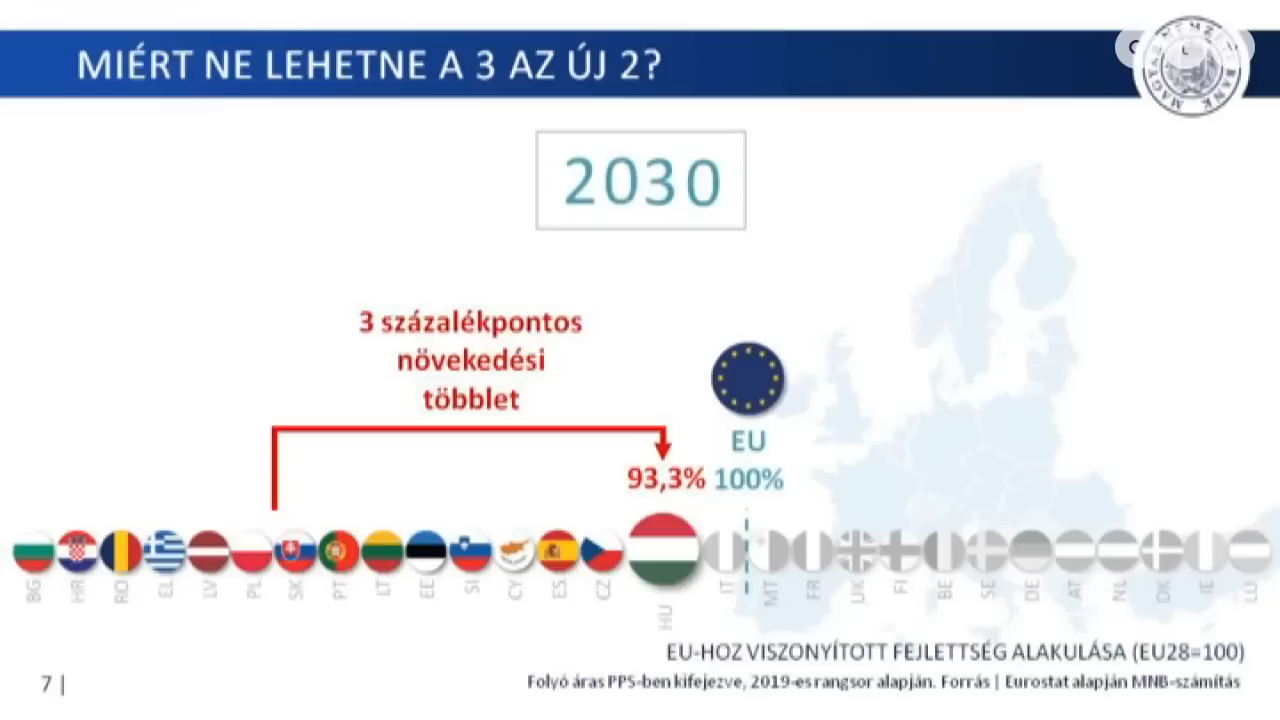 MIÉRT NE LEHETNE A 3 AZ ÚJ 2?
MAGYAR NEMZETI BANK
2030
3 százalékpontos
növekedési
többlet
EU
93,3% 100%
BG HR RO EL LV PL SK PT LT EE SI CY ES CZ HU IT MT FR UK FI BE SE DE AT NL DK IE LU
EU-HOZ VISZONYÍTOTT FEJLETTSÉG ALAKULÁSA (EU28=100)
7 |
Folyó áras PPS-ben kifejezve, 2019-es rangsor alapján. Forrás | Eurostat alapján MNB-számítás